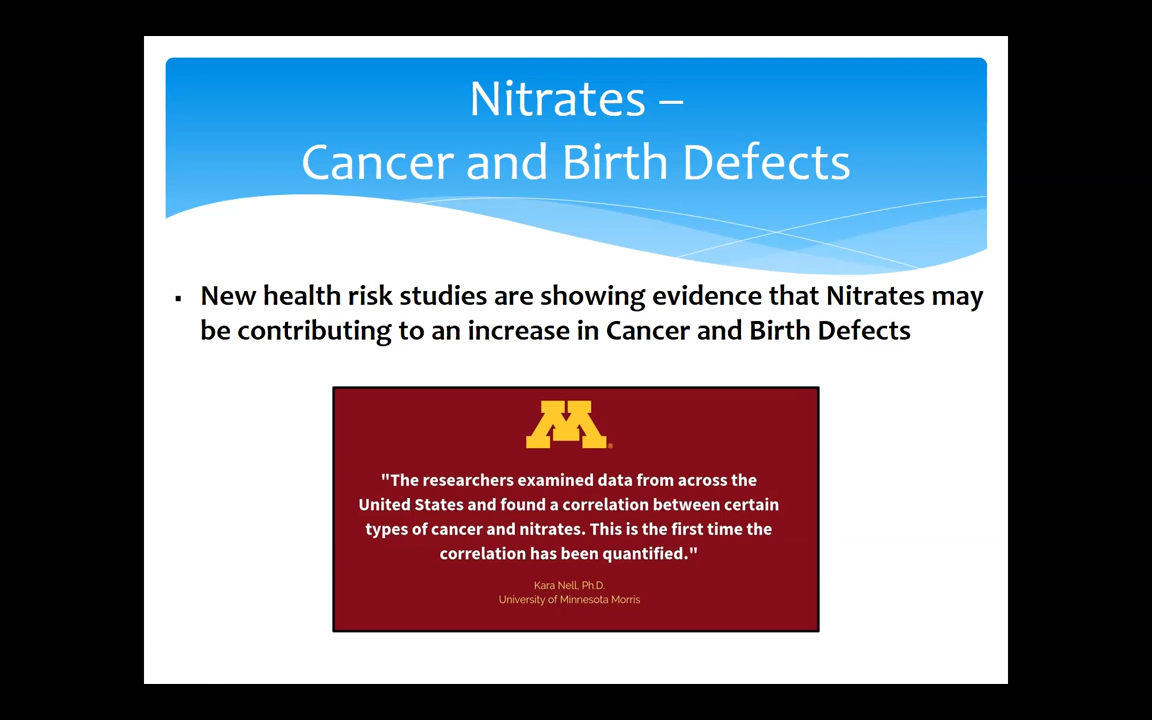 Nitrates –
Cancer and Birth Defects
▪ New health risk studies are showing evidence that Nitrates may
be contributing to an increase in Cancer and Birth Defects
M
"The researchers examined data from across the
United States and found a correlation between certain
types of cancer and nitrates. This is the first time the
correlation has been quantified."
Kara Nell, Ph.D.
University of Minnesota Morris